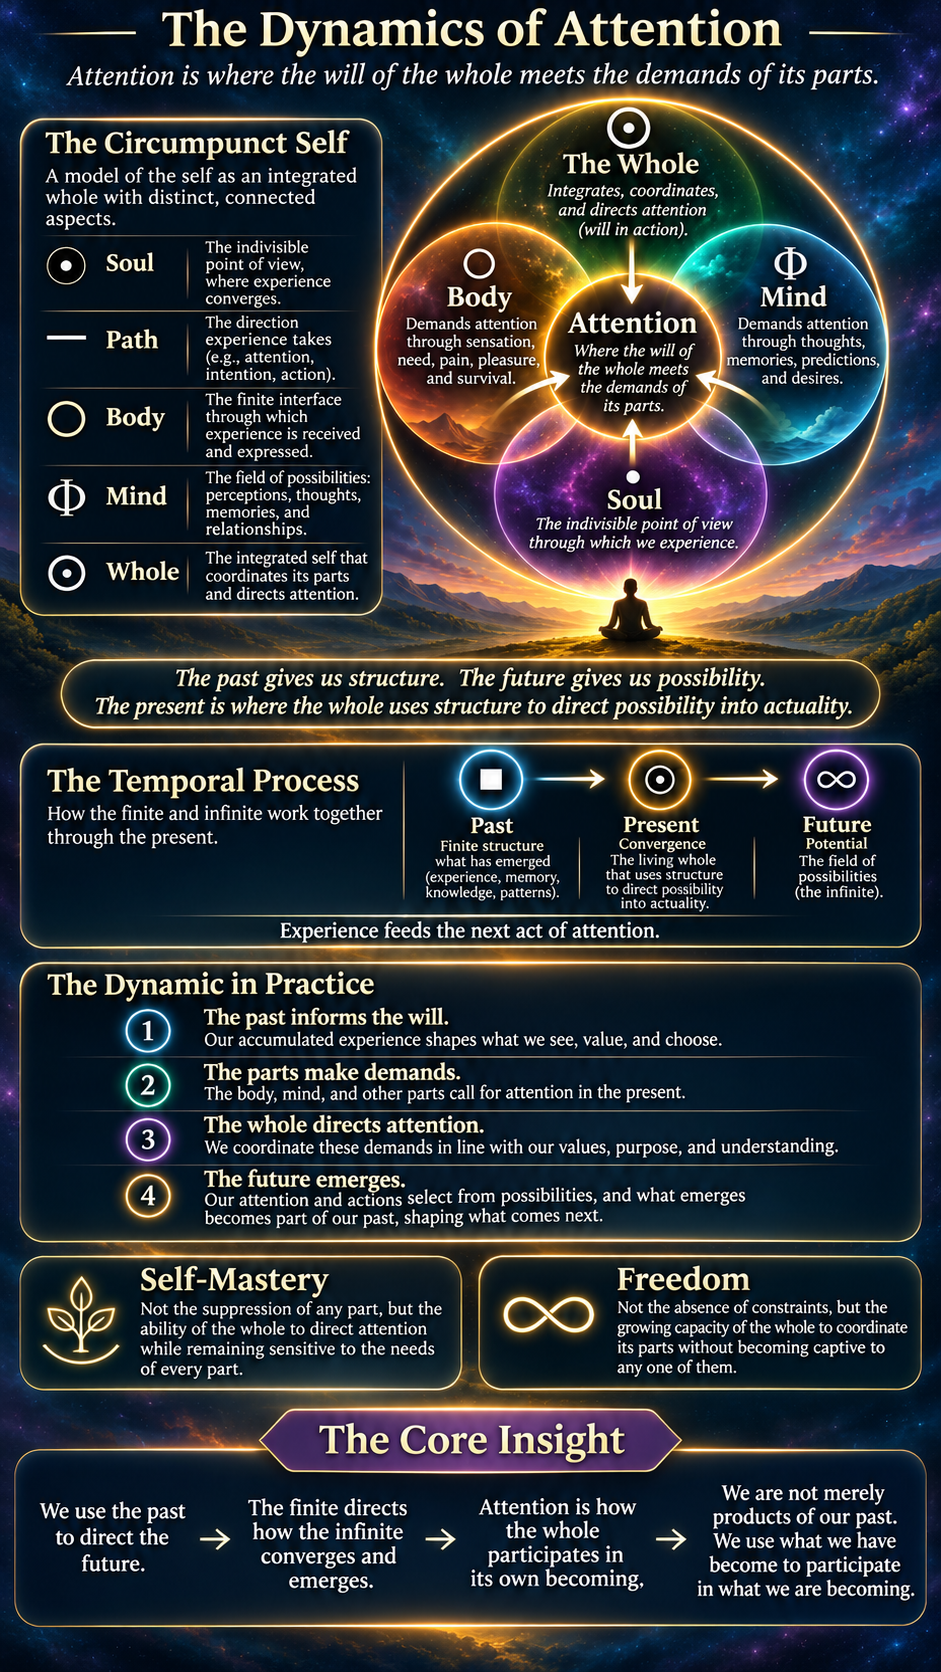 The Dynamics of Attention
Attention is where the will of the whole meets the demands of its parts.
The Circumpunct Self
A model of the self as an integrated
whole with distinct, connected
aspects.
Soul
The indivisible
point of view,
where experience
converges.
Path
The direction
experience takes
(e.g., attention,
intention, action).
Body
The finite interface
through which
experience is received
and expressed.
Φ
Mind
The field of possibilities:
perceptions, thoughts,
memories, and
relationships.
Whole
The integrated self that
coordinates its parts
and directs attention.
The Whole
Integrates, coordinates,
and directs attention
(will in action).
Body
Demands attention
through sensation,
need, pain, pleasure,
and survival.
Φ
Mind
Demands attention
through thoughts,
memories, predictions,
and desires.
Attention
Where the will of
the whole meets
the demands of
its parts.
Soul
The indivisible point of view
through which we experience.
The past gives us structure. The future gives us possibility.
The present is where the whole uses structure to direct possibility into actuality.
The Temporal Process
How the finite and infinite work together
through the present.
Past
Finite structure
what has emerged
(experience, memory,
knowledge, patterns).
Present
Convergence
The living whole
that uses structure
to direct possibility
into actuality.
∞
Future
Potential
The field of
possibilities
(the infinite).
Experience feeds the next act of attention.
The Dynamic in Practice
1
The past informs the will.
Our accumulated experience shapes what we see, value, and choose.
2
The parts make demands.
The body, mind, and other parts call for attention in the present.
3
The whole directs attention.
We coordinate these demands in line with our values, purpose, and understanding.
4
The future emerges.
Our attention and actions select from possibilities, and what emerges
becomes part of our past, shaping what comes next.
Self-Mastery
Not the suppression of any part, but the
ability of the whole to direct attention
while remaining sensitive to the needs
of every part.
∞
Freedom
Not the absence of constraints, but the
growing capacity of the whole to coordinate
its parts without becoming captive to
any one of them.
The Core Insight
We use the past
to direct the
future.
→
The finite directs
how the infinite
converges and
emerges.
→
Attention is how
the whole
participates in
its own becoming.
→
We are not merely
products of our past.
We use what we have
become to participate
in what we are becoming.